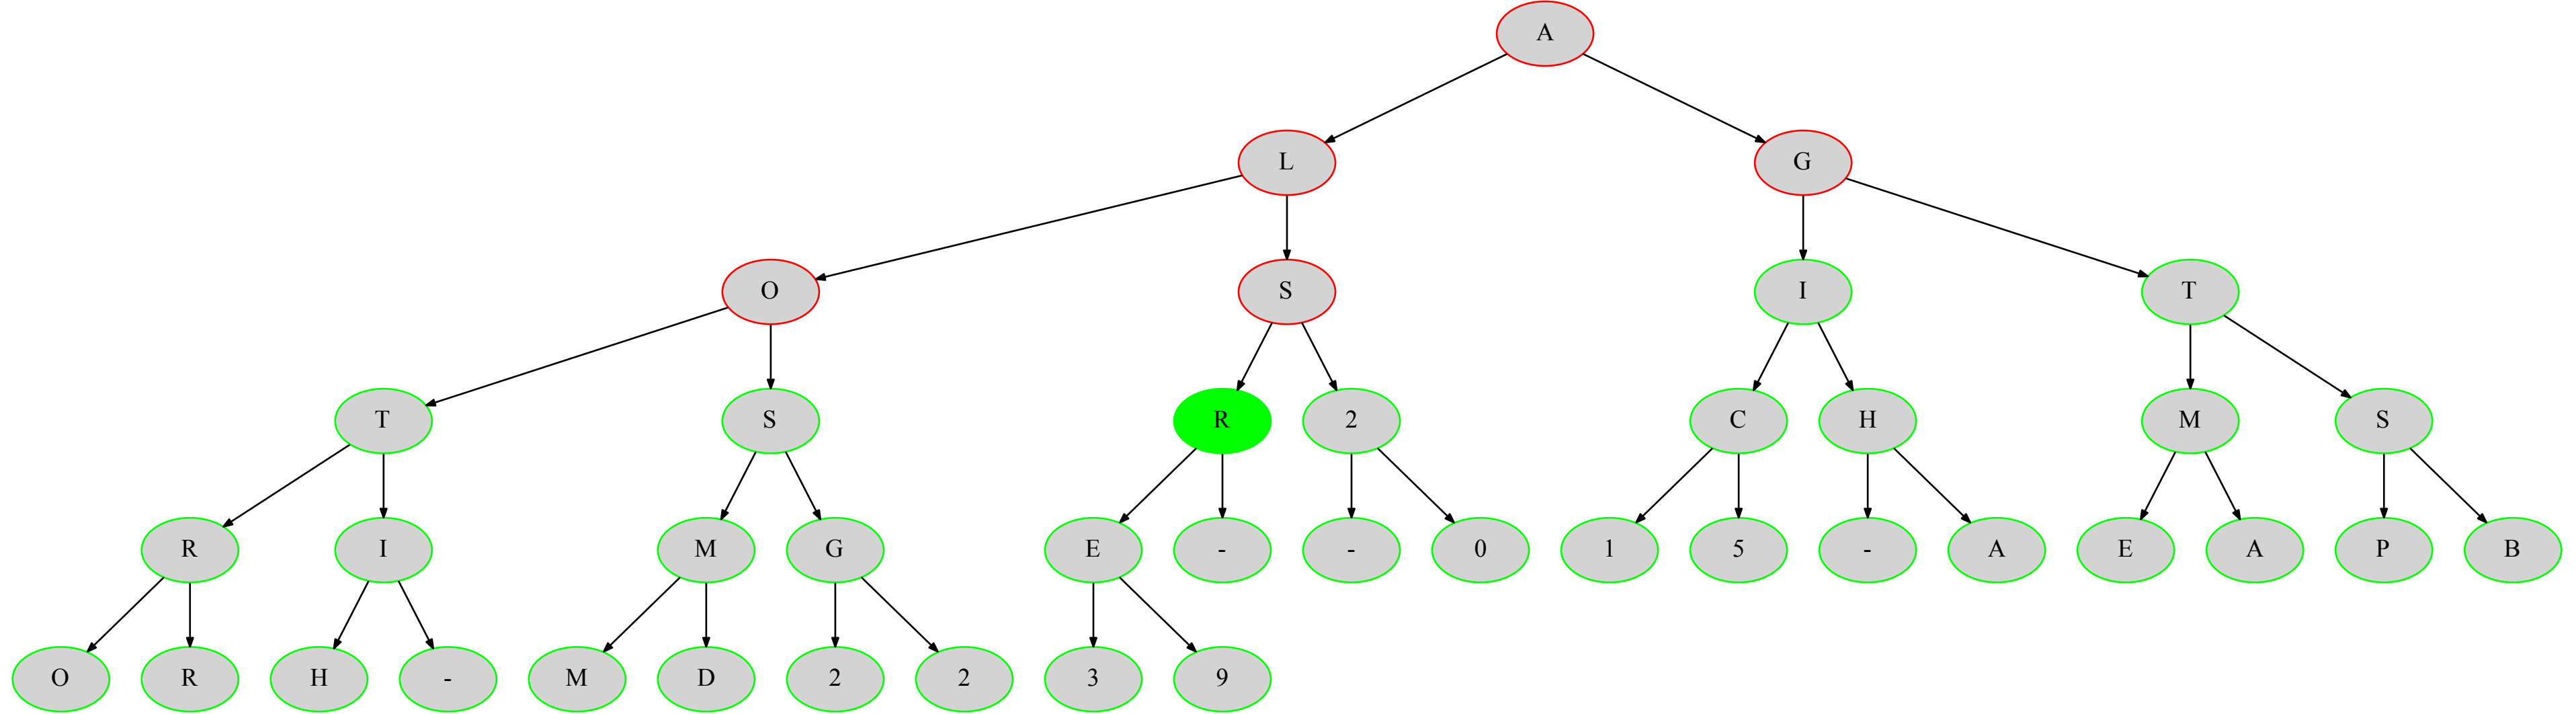 A
L G
O S I T
T S R 2 C H M S
R I M G E - - 0 1 5 - A E A P B
O R H - M D 2 2 3 9